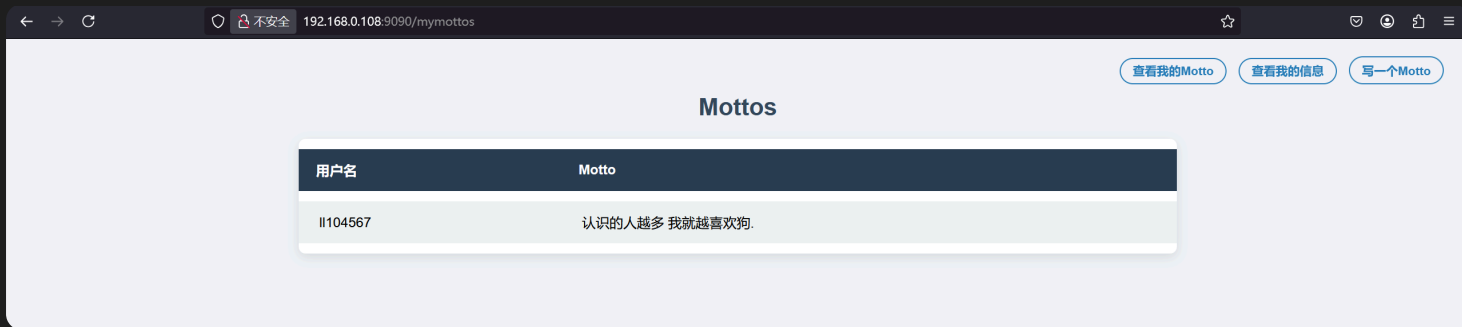 不安全 192.168.0.108:9090/mymottos
查看我的Motto 查看我的信息 写一个Motto
Mottos
用户名 Motto
ll104567 认识的人越多 我就越喜欢狗.